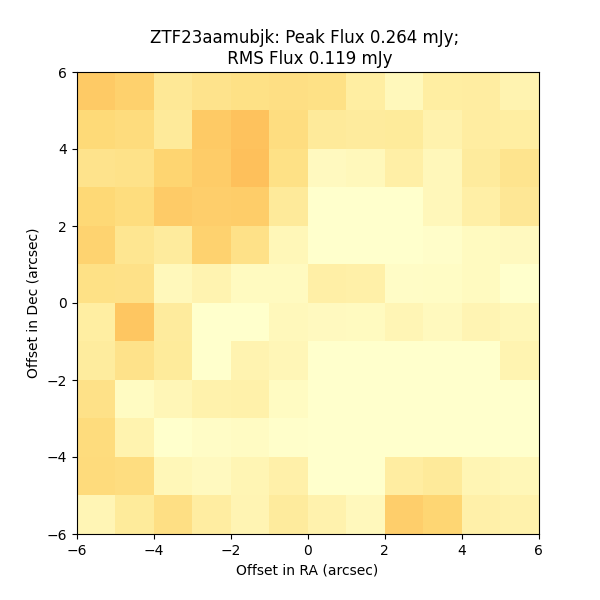 ZTF23aamubjk: Peak Flux 0.264 mJy;
RMS Flux 0.119 mJy
6
4
2
0
−2
−4
−6
Offset in Dec (arcsec)
−6 −4 −2 0 2 4 6
Offset in RA (arcsec)